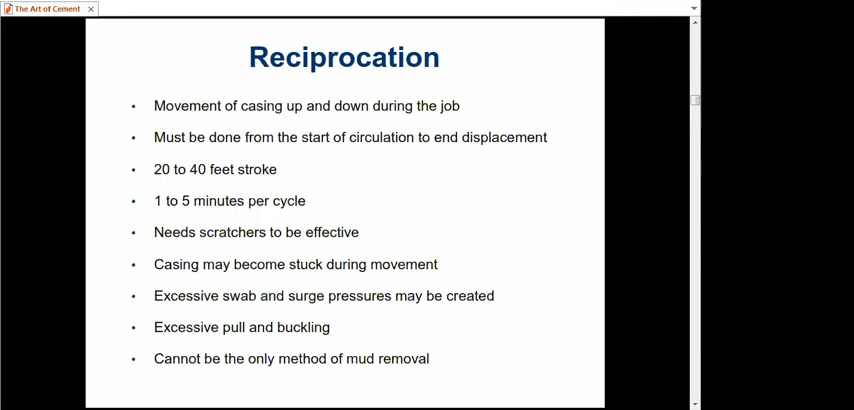 The Art of Cement
Reciprocation
• Movement of casing up and down during the job
• Must be done from the start of circulation to end displacement
• 20 to 40 feet stroke
• 1 to 5 minutes per cycle
• Needs scratchers to be effective
• Casing may become stuck during movement
• Excessive swab and surge pressures may be created
• Excessive pull and buckling
• Cannot be the only method of mud removal